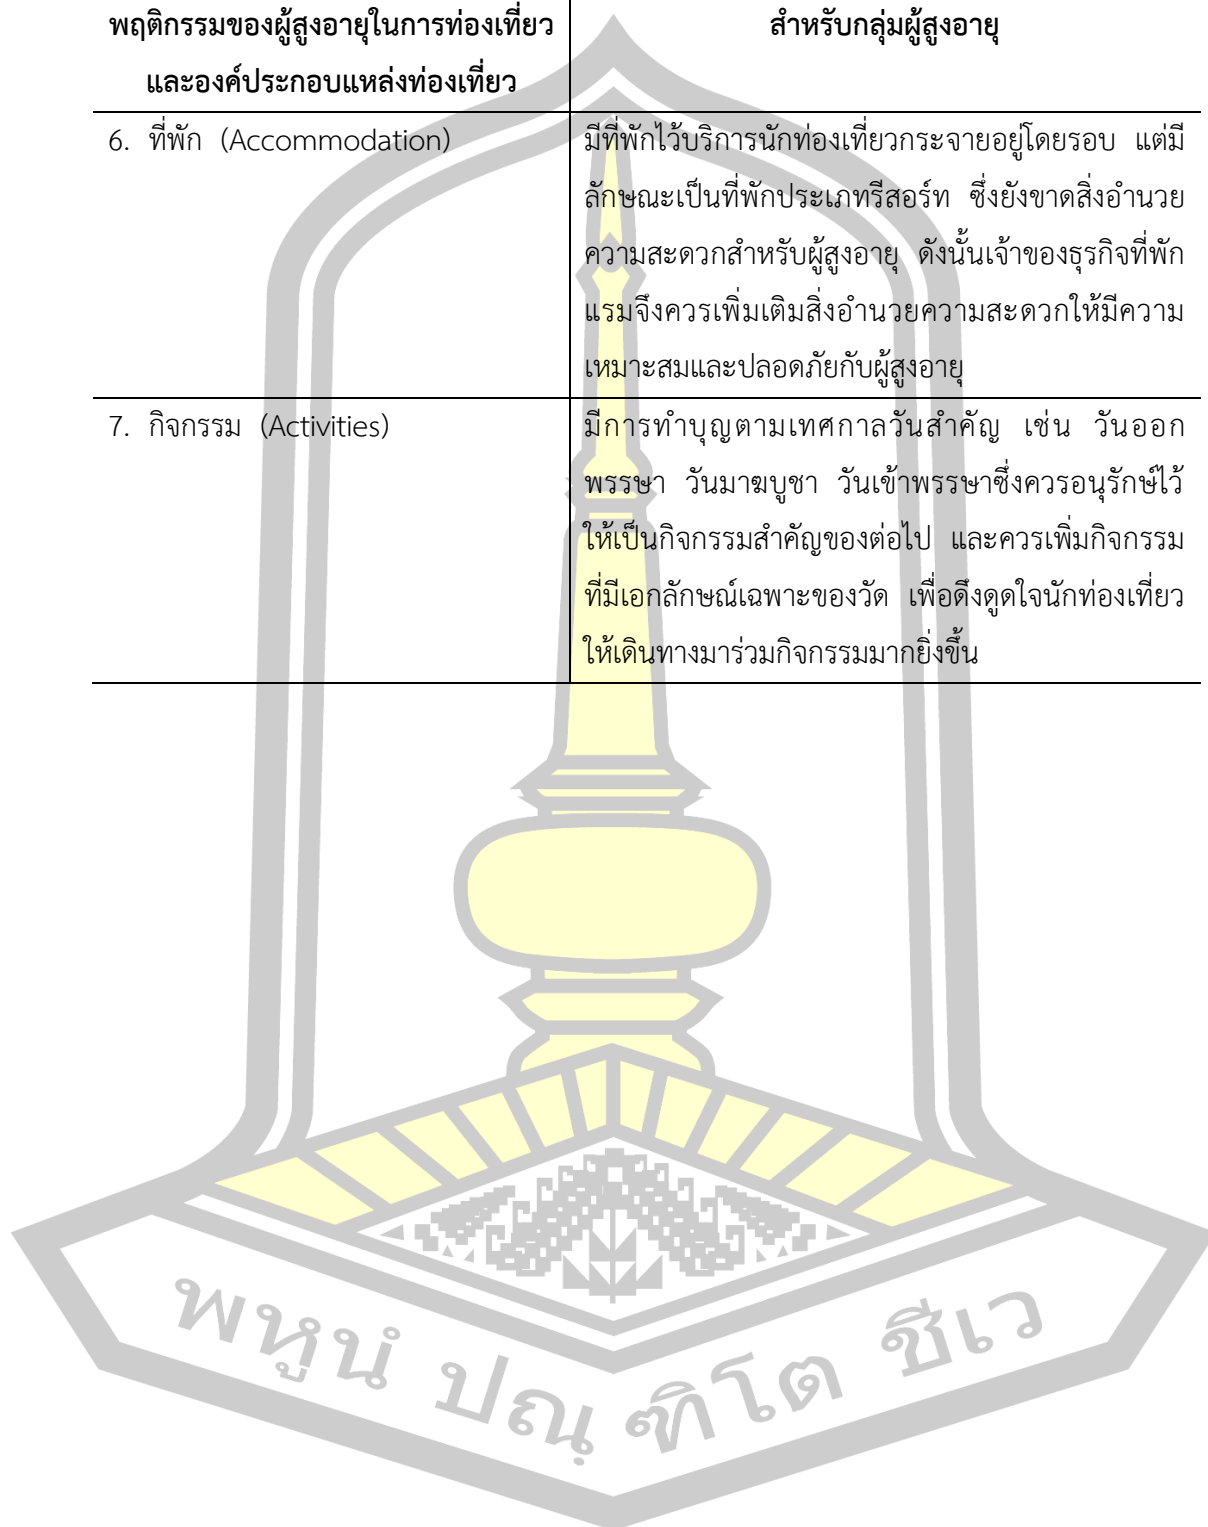 พฤติกรรมของผู้สูงอายุในการท่องเที่ยว
และองค์ประกอบแหล่งท่องเที่ยว
สำหรับกลุ่มผู้สูงอายุ
6. ที่พัก (Accommodation)
มีที่พักไว้บริการนักท่องเที่ยวกระจายอยู่โดยรอบ แต่มี
ลักษณะเป็นที่พักประเภทรีสอร์ท ซึ่งยังขาดสิ่งอำนวย
ความสะดวกสำหรับผู้สูงอายุ ดังนั้นเจ้าของธุรกิจที่พัก
แรมจึงควรเพิ่มเติมสิ่งอำนวยความสะดวกให้มีความ
เหมาะสมและปลอดภัยกับผู้สูงอายุ
7. กิจกรรม (Activities)
มีการทำบุญตามเทศกาลวันสำคัญ เช่น วันออก
พรรษา วันมาฆบูชา วันเข้าพรรษาซึ่งควรอนุรักษ์ไว้
ให้เป็นกิจกรรมสำคัญของต่อไป และควรเพิ่มกิจกรรม
ที่มีเอกลักษณ์เฉพาะของวัด เพื่อดึงดูดใจนักท่องเที่ยว
ให้เดินทางมาร่วมกิจกรรมมากยิ่งขึ้น
พหูนํ ปณฺ ฑิโต ชีเว